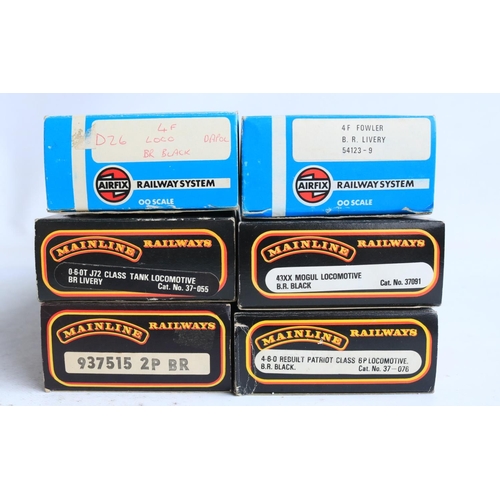 D26
4F
LOCO DAPOL
BR BLACK
AIRFIX
RAILWAY SYSTEM
OO SCALE
4F FOWLER
B. R. LIVERY
54123-9
AIRFIX
RAILWAY SYSTEM
OO SCALE
MAINLINE RAILWAYS
0-6-0T J72 CLASS TANK LOCOMOTIVE
BR LIVERY Cat. No. 37-055
MAINLINE RAILWAYS
43XX MOGUL LOCOMOTIVE
B.R. BLACK Cat. No. 37091
MAINLINE RAILWAYS
937515 2P BR
MAINLINE RAILWAYS
4-6-0 REBUILT PATRIOT CLASS 6P LOCOMOTIVE.
B.R. BLACK. Cat. No. 37-076